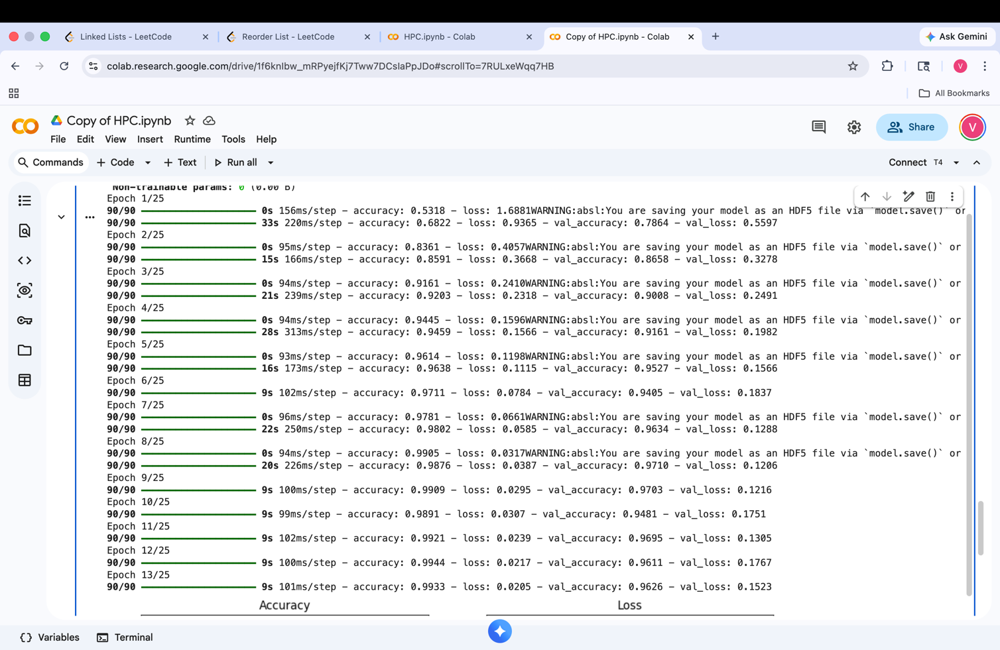 Linked Lists - LeetCode
Reorder List - LeetCode
HPC.ipynb - Colab
Copy of HPC.ipynb - Colab
Ask Gemini
colab.research.google.com/drive/1f6knIbw_mRPyejfKj7Tww7DCslaPpJDo#scrollTo=7RULxeWqq7HB
V
All Bookmarks
Copy of HPC.ipynb
File Edit View Insert Runtime Tools Help
Share
V
Commands + Code + Text Run all
Connect T4
Non-trainable params: 0 (0.00 B)
Epoch 1/25
90/90 0s 156ms/step - accuracy: 0.5318 - loss: 1.6881WARNING:absl:You are saving your model as an HDF5 file via `model.save()` or
90/90 33s 220ms/step - accuracy: 0.6822 - loss: 0.9365 - val_accuracy: 0.7864 - val_loss: 0.5597
Epoch 2/25
90/90 0s 95ms/step - accuracy: 0.8361 - loss: 0.4057WARNING:absl:You are saving your model as an HDF5 file via `model.save()` or
90/90 15s 166ms/step - accuracy: 0.8591 - loss: 0.3668 - val_accuracy: 0.8658 - val_loss: 0.3278
Epoch 3/25
90/90 0s 94ms/step - accuracy: 0.9161 - loss: 0.2410WARNING:absl:You are saving your model as an HDF5 file via `model.save()` or
90/90 21s 239ms/step - accuracy: 0.9203 - loss: 0.2318 - val_accuracy: 0.9008 - val_loss: 0.2491
Epoch 4/25
90/90 0s 94ms/step - accuracy: 0.9445 - loss: 0.1596WARNING:absl:You are saving your model as an HDF5 file via `model.save()` or
90/90 28s 313ms/step - accuracy: 0.9459 - loss: 0.1566 - val_accuracy: 0.9161 - val_loss: 0.1982
Epoch 5/25
90/90 0s 93ms/step - accuracy: 0.9614 - loss: 0.1198WARNING:absl:You are saving your model as an HDF5 file via `model.save()` or
90/90 16s 173ms/step - accuracy: 0.9638 - loss: 0.1115 - val_accuracy: 0.9527 - val_loss: 0.1566
Epoch 6/25
90/90 9s 102ms/step - accuracy: 0.9711 - loss: 0.0784 - val_accuracy: 0.9405 - val_loss: 0.1837
Epoch 7/25
90/90 0s 96ms/step - accuracy: 0.9781 - loss: 0.0661WARNING:absl:You are saving your model as an HDF5 file via `model.save()` or
90/90 22s 250ms/step - accuracy: 0.9802 - loss: 0.0585 - val_accuracy: 0.9634 - val_loss: 0.1288
Epoch 8/25
90/90 0s 94ms/step - accuracy: 0.9905 - loss: 0.0317WARNING:absl:You are saving your model as an HDF5 file via `model.save()` or
90/90 20s 226ms/step - accuracy: 0.9876 - loss: 0.0387 - val_accuracy: 0.9710 - val_loss: 0.1206
Epoch 9/25
90/90 9s 100ms/step - accuracy: 0.9909 - loss: 0.0295 - val_accuracy: 0.9703 - val_loss: 0.1216
Epoch 10/25
90/90 9s 99ms/step - accuracy: 0.9891 - loss: 0.0307 - val_accuracy: 0.9481 - val_loss: 0.1751
Epoch 11/25
90/90 9s 102ms/step - accuracy: 0.9921 - loss: 0.0239 - val_accuracy: 0.9695 - val_loss: 0.1305
Epoch 12/25
90/90 9s 100ms/step - accuracy: 0.9944 - loss: 0.0217 - val_accuracy: 0.9611 - val_loss: 0.1767
Epoch 13/25
90/90 9s 101ms/step - accuracy: 0.9933 - loss: 0.0205 - val_accuracy: 0.9626 - val_loss: 0.1523
Accuracy Loss
Variables Terminal